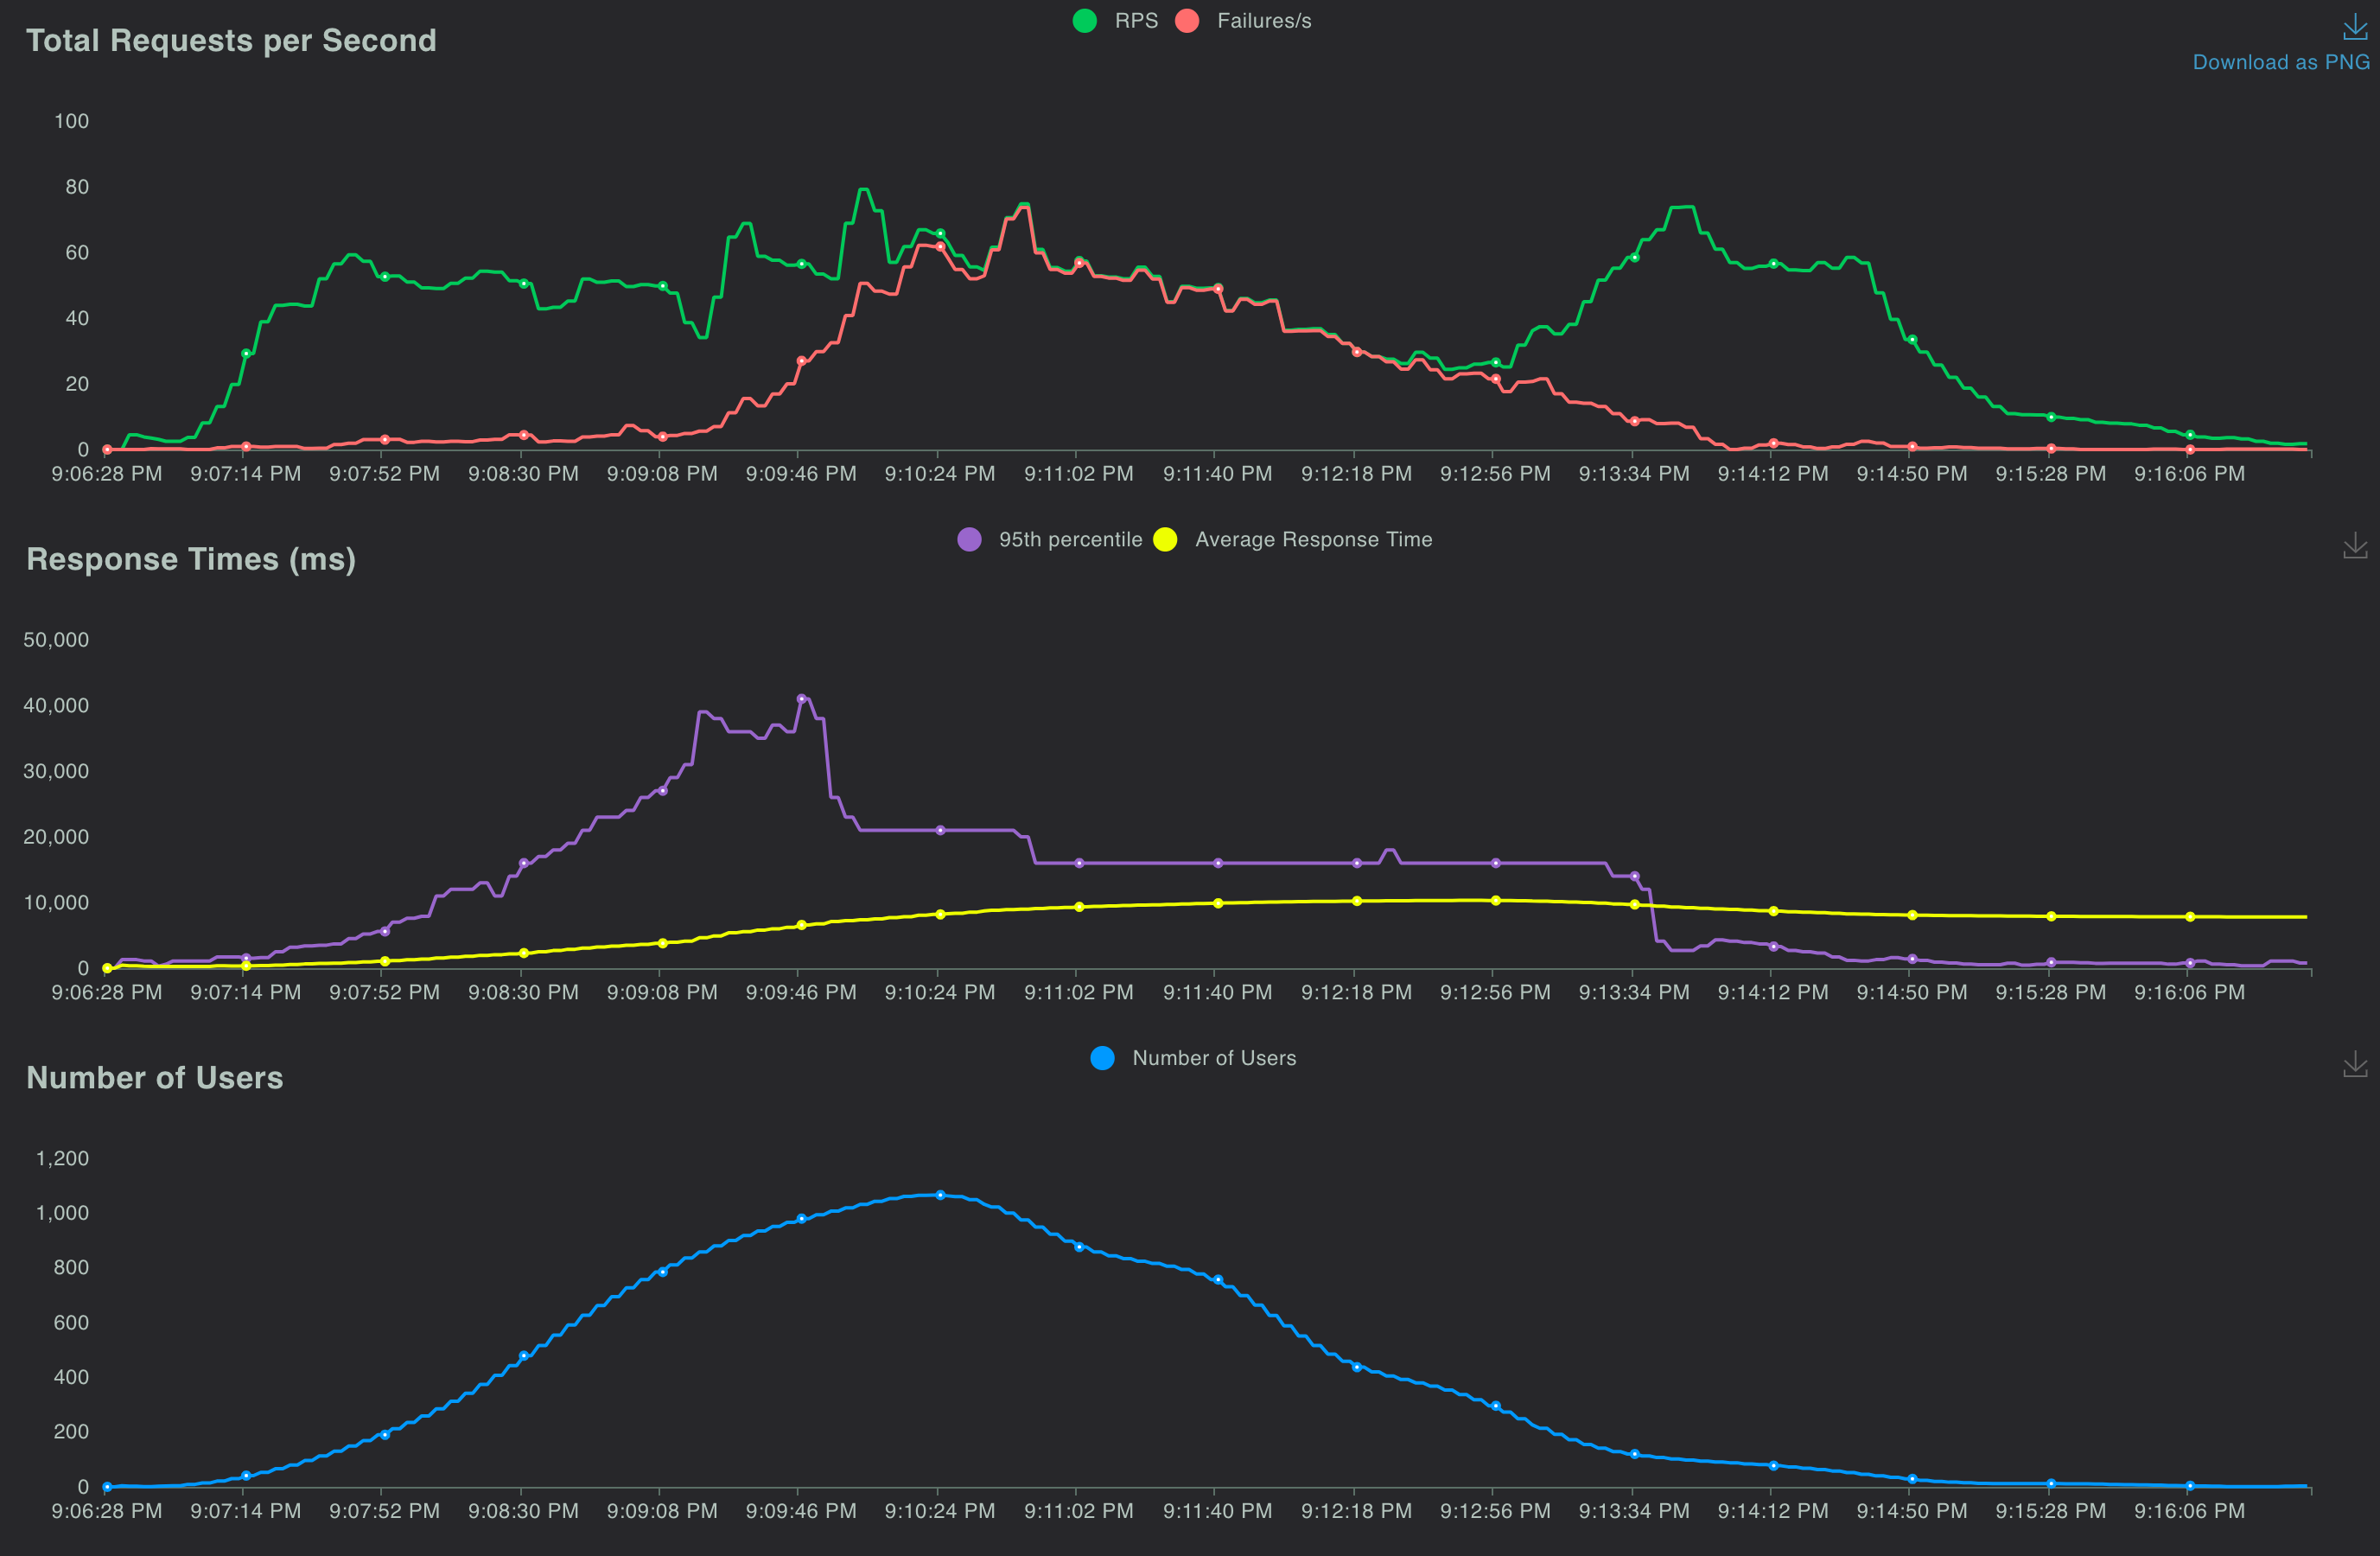 RPS Failures/s
Total Requests per Second
Download as PNG
100
80
60
40
20
0
9:06:28 PM 9:07:14 PM 9:07:52 PM 9:08:30 PM 9:09:08 PM 9:09:46 PM 9:10:24 PM 9:11:02 PM 9:11:40 PM 9:12:18 PM 9:12:56 PM 9:13:34 PM 9:14:12 PM 9:14:50 PM 9:15:28 PM 9:16:06 PM
95th percentile Average Response Time
Response Times (ms)
50,000
40,000
30,000
20,000
10,000
0
9:06:28 PM 9:07:14 PM 9:07:52 PM 9:08:30 PM 9:09:08 PM 9:09:46 PM 9:10:24 PM 9:11:02 PM 9:11:40 PM 9:12:18 PM 9:12:56 PM 9:13:34 PM 9:14:12 PM 9:14:50 PM 9:15:28 PM 9:16:06 PM
Number of Users
Number of Users
1,200
1,000
800
600
400
200
0
9:06:28 PM 9:07:14 PM 9:07:52 PM 9:08:30 PM 9:09:08 PM 9:09:46 PM 9:10:24 PM 9:11:02 PM 9:11:40 PM 9:12:18 PM 9:12:56 PM 9:13:34 PM 9:14:12 PM 9:14:50 PM 9:15:28 PM 9:16:06 PM